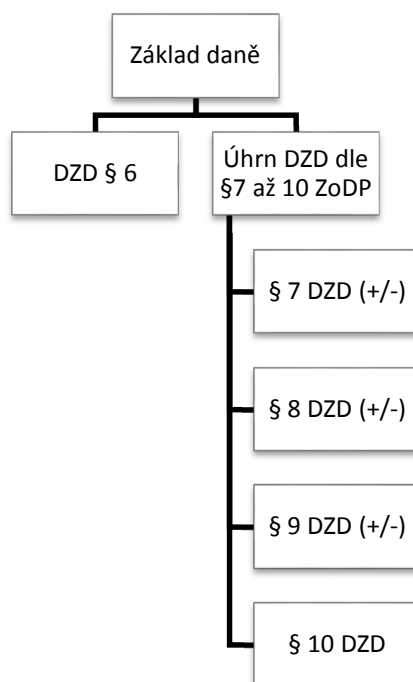 Základ daně
DZD § 6
Úhrn DZD dle
§7 až 10 ZoDP
§ 7 DZD (+/-)
§ 8 DZD (+/-)
§ 9 DZD (+/-)
§ 10 DZD